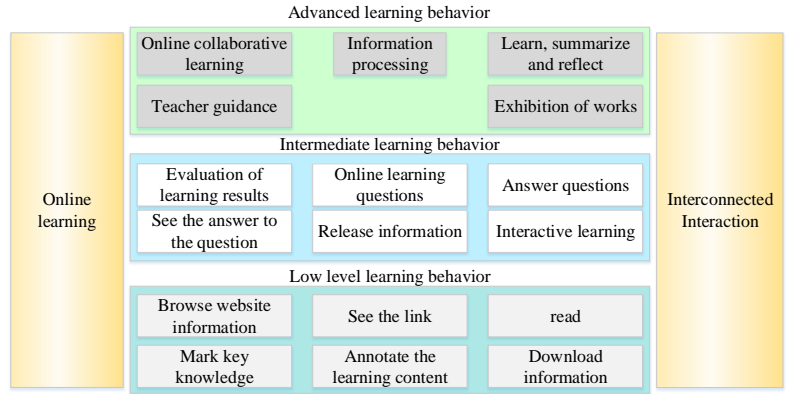 Advanced learning behavior
Online collaborative
learning
Information
processing
Learn, summarize
and reflect
Teacher guidance
Exhibition of works
Intermediate learning behavior
Evaluation of
learning results
Online learning
questions
Answer questions
See the answer to
the question
Release information
Interactive learning
Low level learning behavior
Browse website
information
See the link
read
Mark key
knowledge
Annotate the
learning content
Download
information
Online
learning
Interconnected
Interaction